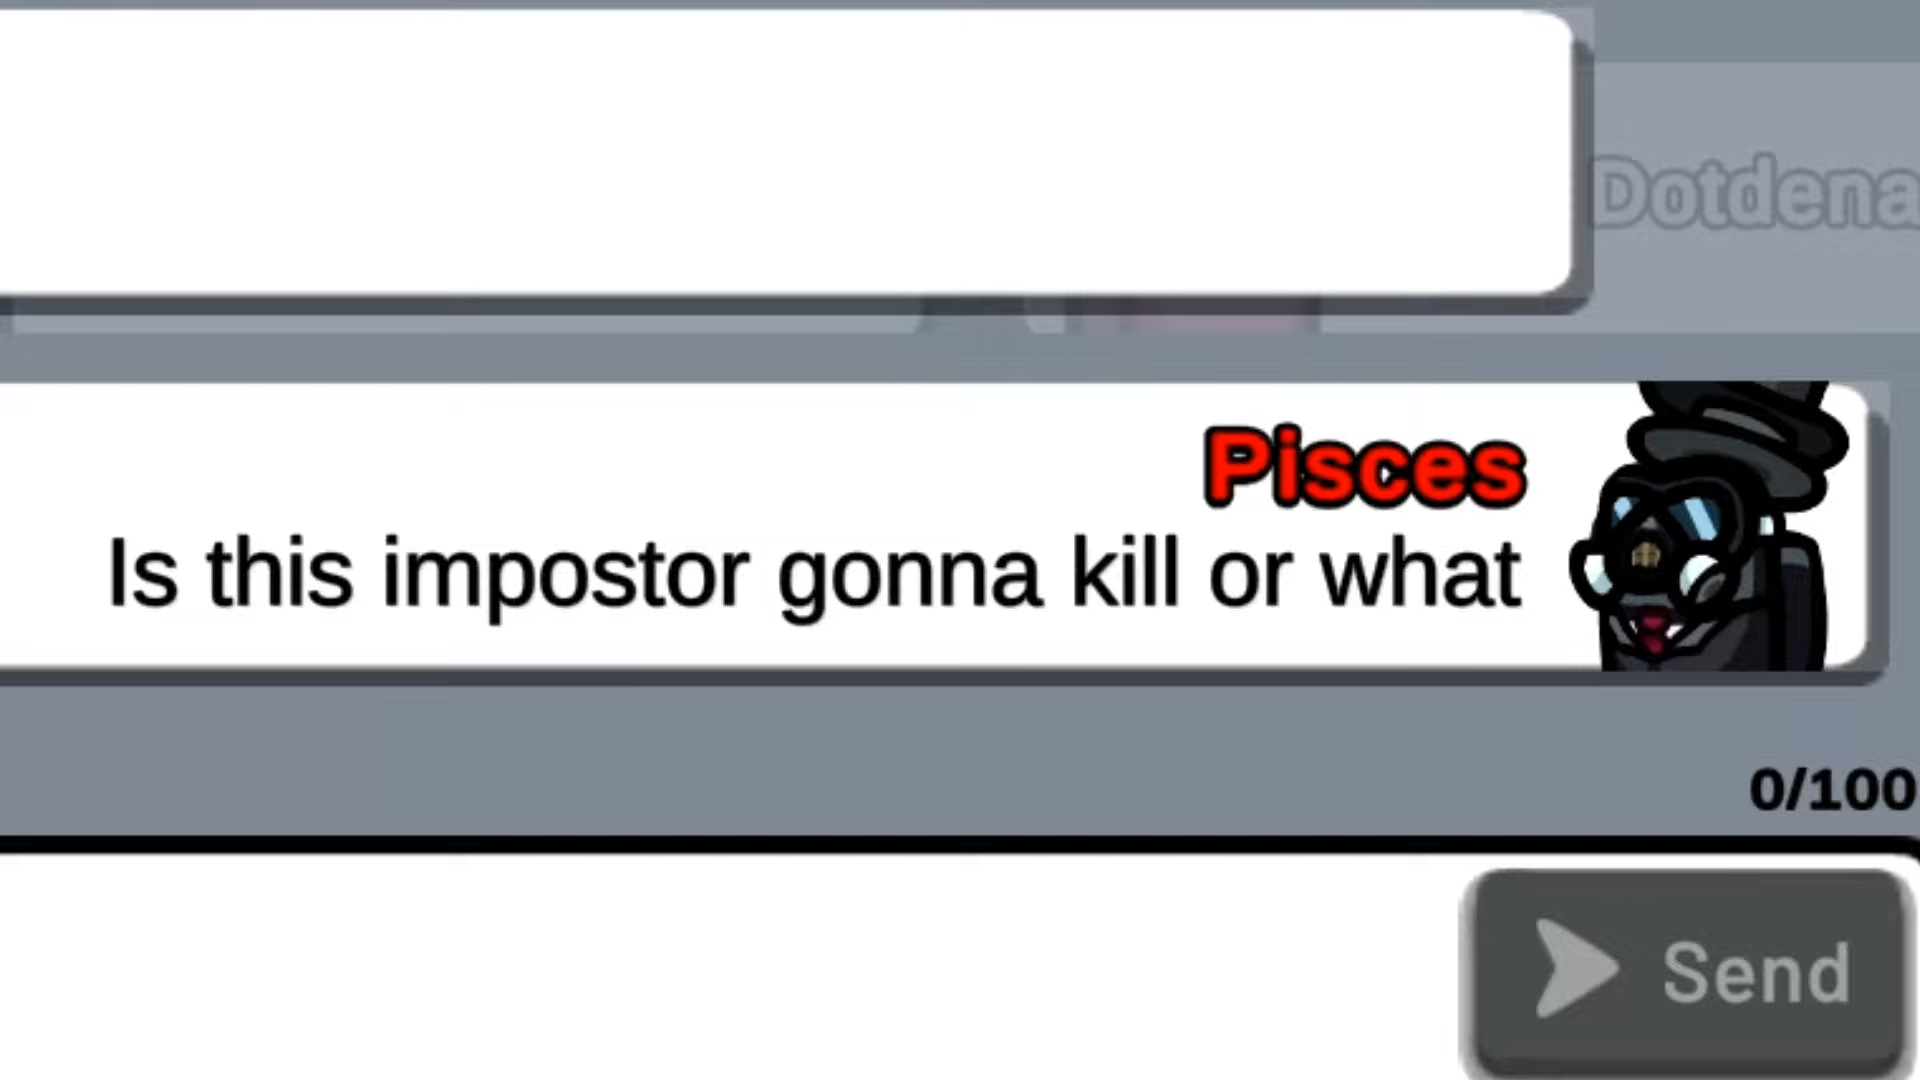 Dotdena
Pisces
Is this impostor gonna kill or what
0/100
Send